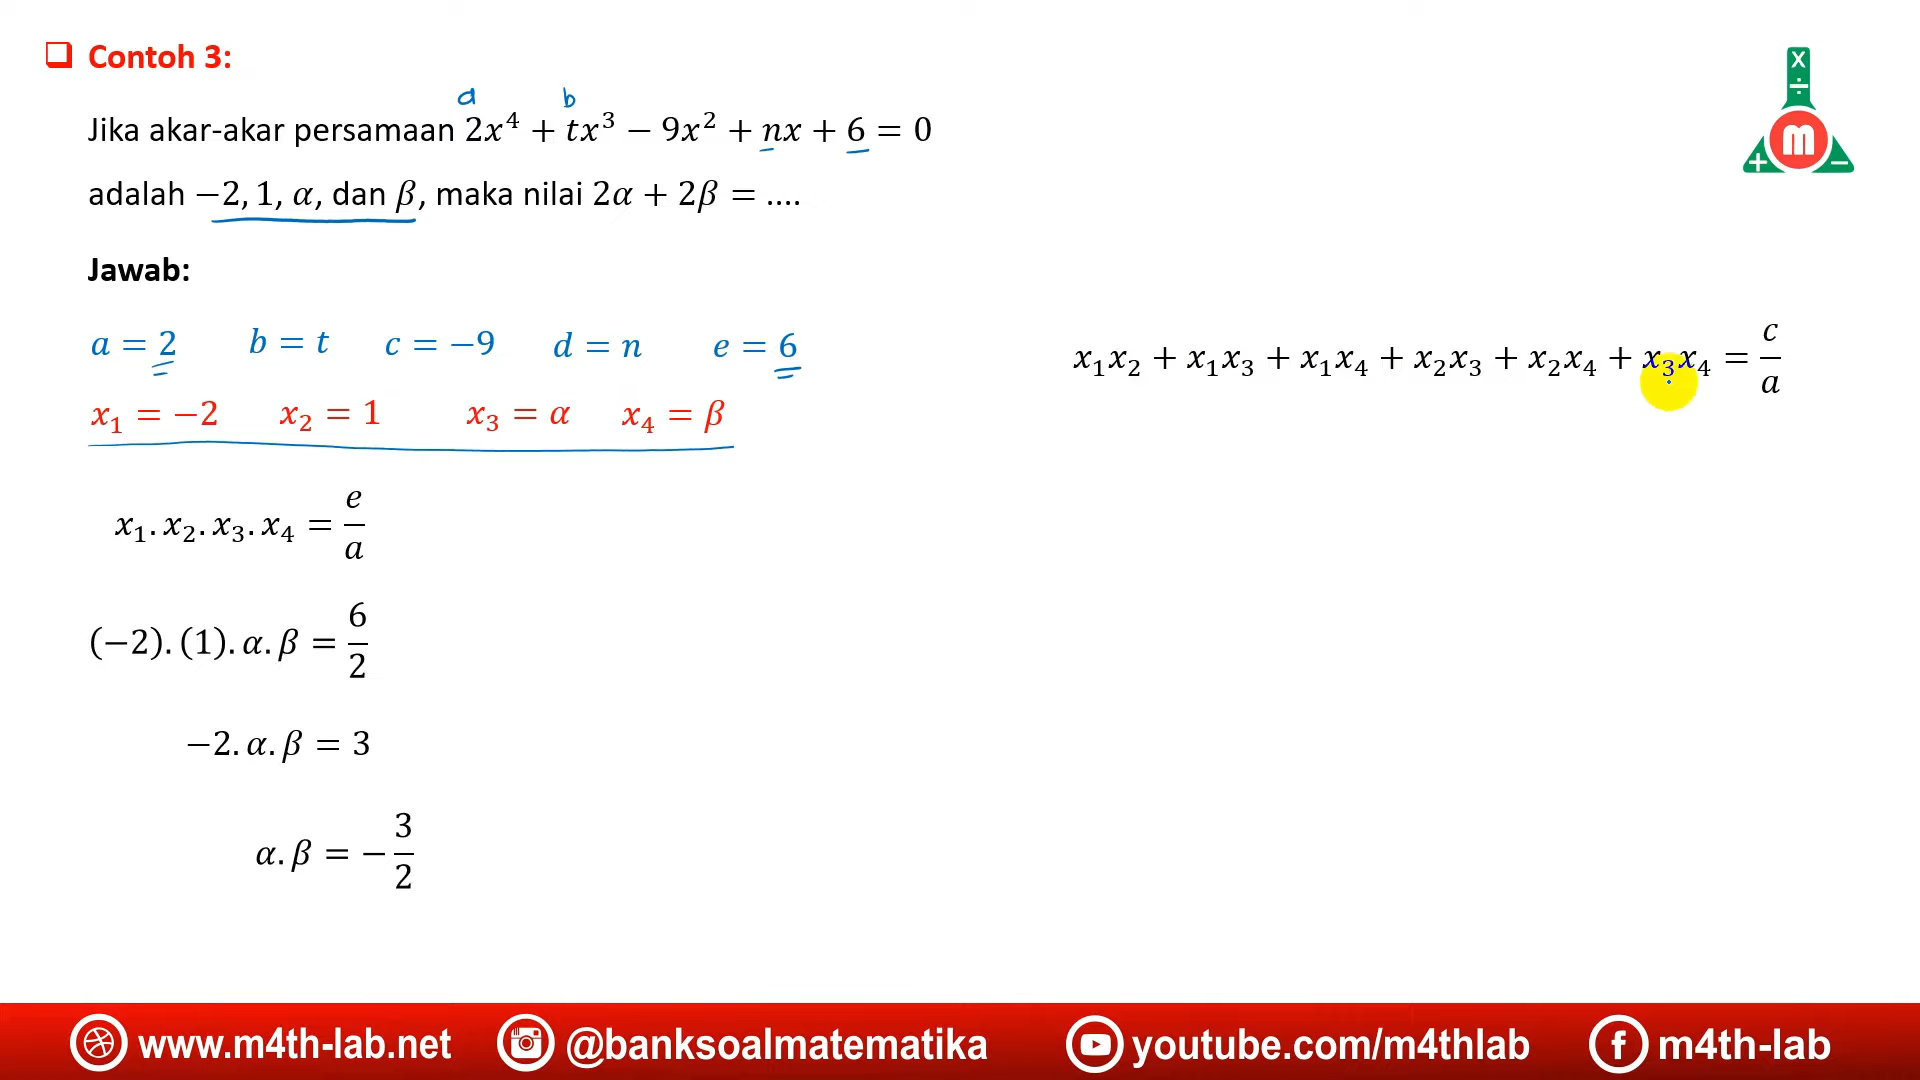 Contoh 3:
a b
Jika akar-akar persamaan 2x⁴ + tx³ − 9x² + nx + 6 = 0
adalah −2, 1, α, dan β, maka nilai 2α + 2β = ....
Jawab:
a = 2 b = t c = −9 d = n e = 6
x₁ = −2 x₂ = 1 x₃ = α x₄ = β
x₁. x₂. x₃. x₄ = e/a
(−2). (1). α. β = 6/2
−2. α. β = 3
α. β = − 3/2
x₁x₂ + x₁x₃ + x₁x₄ + x₂x₃ + x₂x₄ + x₃x₄ = c/a
x ÷ m + −
www.m4th-lab.net @banksoalmatematika youtube.com/m4thlab m4th-lab